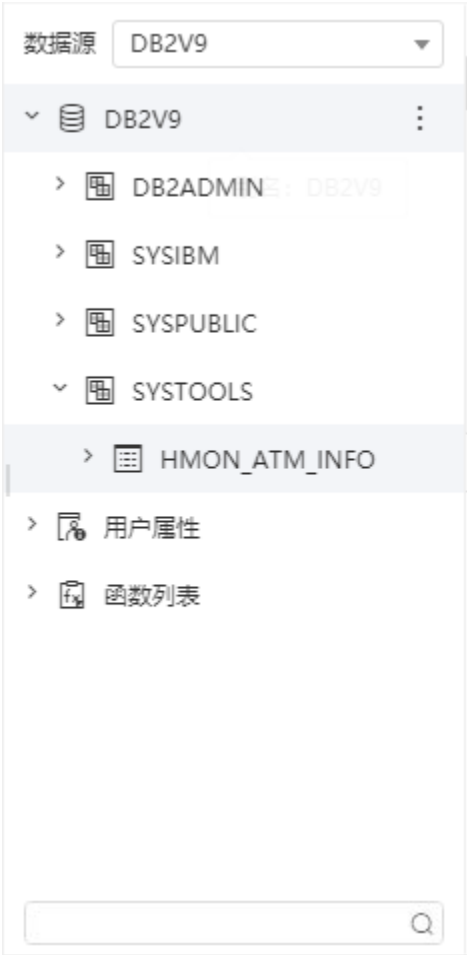 数据源 DB2V9
DB2V9
DB2ADMIN
SYSIBM
SYSPUBLIC
SYSTOOLS
HMON_ATM_INFO
用户属性
函数列表